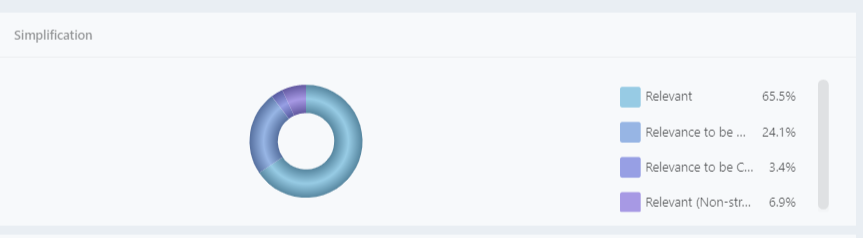 Simplification
Relevant 65.5%
Relevance to be ... 24.1%
Relevance to be C... 3.4%
Relevant (Non-str... 6.9%